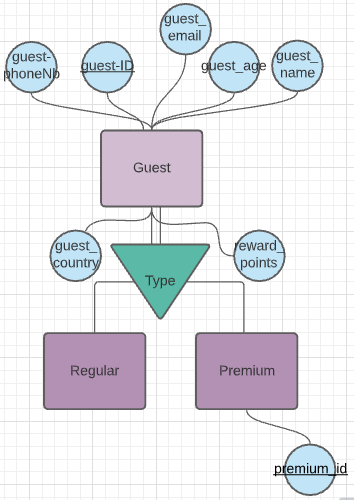 guest_
email
guest-
phoneNb
guest-ID
guest_age
guest_
name
Guest
guest_
country
reward_
points
Type
Regular
Premium
premium_id